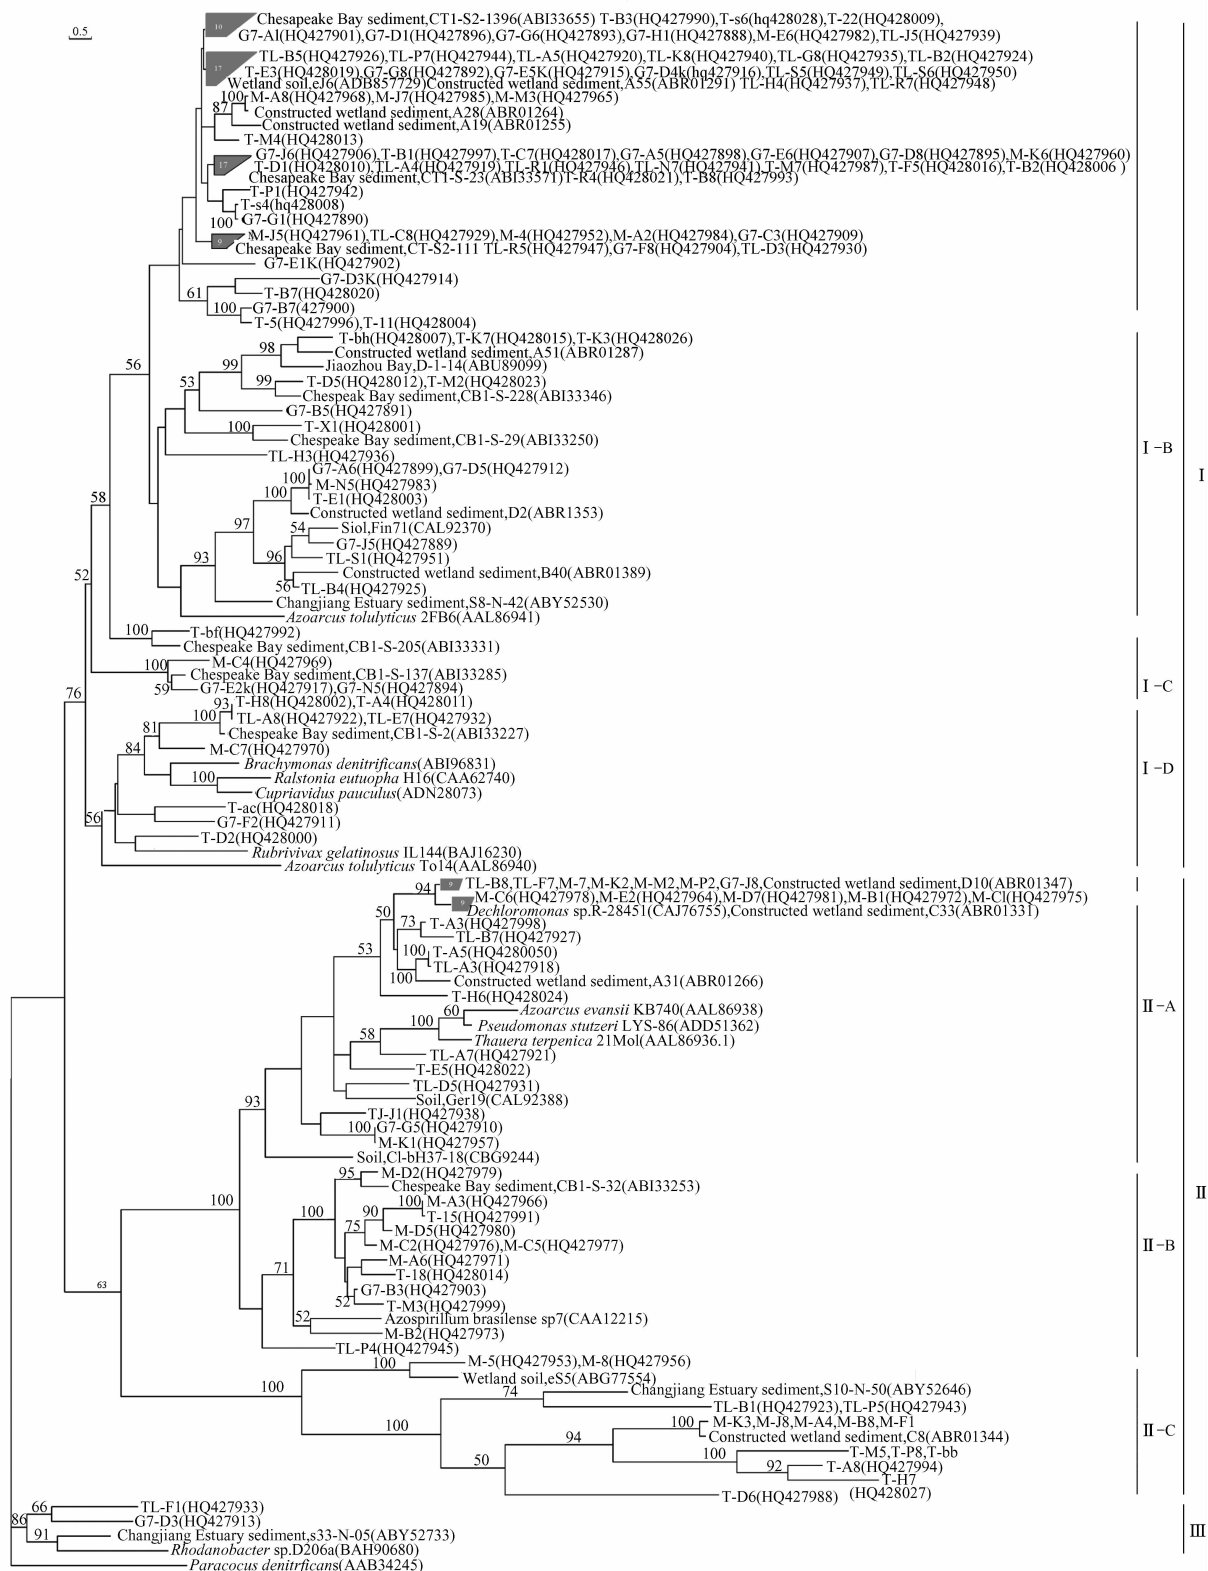 0.5
10
Chesapeake Bay sediment,CT1-S2-1396(ABI33655) T-B3(HQ427990),T-s6(hq428028),T-22(HQ428009),
G7-Al(HQ427901),G7-D1(HQ427896),G7-G6(HQ427893),G7-H1(HQ427888),M-E6(HQ427982),TL-J5(HQ427939)
17
TL-B5(HQ427926),TL-P7(HQ427944),TL-A5(HQ427920),TL-K8(HQ427940),TL-G8(HQ427935),TL-B2(HQ427924)
T-E3(HQ428019),G7-G8(HQ427892),G7-E5K(HQ427915),G7-D4k(hq427916),TL-S5(HQ427949),TL-S6(HQ427950)
Wetland soil,eJ6(ADB857729)Constructed wetland sediment,A55(ABR01291) TL-H4(HQ427937),TL-R7(HQ427948)
100 M-A8(HQ427968),M-J7(HQ427985),M-M3(HQ427965)
87
Constructed wetland sediment,A28(ABR01264)
Constructed wetland sediment,A19(ABR01255)
T-M4(HQ428013)
G7-J6(HQ427906),T-B1(HQ427997),T-C7(HQ428017),G7-A5(HQ427898),G7-E6(HQ427907),G7-D8(HQ427895),M-K6(HQ427960)
17
T-D1(HQ428010),TL-A4(HQ427919),TL-R1(HQ427946),TL-N7(HQ427941),T-M7(HQ427987),T-F5(HQ428016),T-B2(HQ428006 )
Chesapeake Bay sediment,CT1-S-23(ABI33571)T-R4(HQ428021),T-B8(HQ427993)
T-P1(HQ427942)
T-s4(hq428008)
100 G7-G1(HQ427890)
9
M-J5(HQ427961),TL-C8(HQ427929),M-4(HQ427952),M-A2(HQ427984),G7-C3(HQ427909)
Chesapeake Bay sediment,CT-S2-111 TL-R5(HQ427947),G7-F8(HQ427904),TL-D3(HQ427930)
G7-E1K(HQ427902)
G7-D3K(HQ427914)
61
T-B7(HQ428020)
100 G7-B7(427900)
T-5(HQ427996),T-11(HQ428004)
T-bh(HQ428007),T-K7(HQ428015),T-K3(HQ428026)
98
Constructed wetland sediment,A51(ABR01287)
56
99
Jiaozhou Bay,D-1-14(ABU89099)
53
99 T-D5(HQ428012),T-M2(HQ428023)
Chespeak Bay sediment,CB1-S-228(ABI33346)
G7-B5(HQ427891)
100 T-X1(HQ428001)
Chespeake Bay sediment,CB1-S-29(ABI33250)
I-B
TL-H3(HQ427936)
G7-A6(HQ427899),G7-D5(HQ427912)
I
100
M-N5(HQ427983)
100
T-E1(HQ428003)
58
Constructed wetland sediment,D2(ABR1353)
97
54 Siol,Fin71(CAL92370)
G7-J5(HQ427889)
93
96 TL-S1(HQ427951)
Constructed wetland sediment,B40(ABR01389)
52
56 TL-B4(HQ427925)
Changjiang Estuary sediment,S8-N-42(ABY52530)
Azoarcus tolulyticus 2FB6(AAL86941)
100 T-bf(HQ427992)
Chespeake Bay sediment,CB1-S-205(ABI33331)
100 M-C4(HQ427969)
Chespeake Bay sediment,CB1-S-137(ABI33285)
59 G7-E2k(HQ427917),G7-N5(HQ427894)
I-C
76
93 T-H8(HQ428002),T-A4(HQ428011)
100 TL-A8(HQ427922),TL-E7(HQ427932)
81
Chespeake Bay sediment,CB1-S-2(ABI33227)
84
M-C7(HQ427970)
Brachymonas denitrificans(ABI96831)
I-D
100 Ralstonia eutuopha H16(CAA62740)
Cupriavidus pauculus(ADN28073)
T-ac(HQ428018)
56
G7-F2(HQ427911)
T-D2(HQ428000)
Rubrivivax gelatinosus IL144(BAJ16230)
Azoarcus tolulyticus To14(AAL86940)
94 9 TL-B8,TL-F7,M-7,M-K2,M-M2,M-P2,G7-J8,Constructed wetland sediment,D10(ABR01347)
9 M-C6(HQ427978),M-E2(HQ427964),M-D7(HQ427981),M-B1(HQ427972),M-Cl(HQ427975)
50
Dechloromonas sp.R-28451(CAJ76755),Constructed wetland sediment,C33(ABR01331)
73 T-A3(HQ427998)
TL-B7(HQ427927)
53
100 T-A5(HQ4280050)
TL-A3(HQ427918)
100
Constructed wetland sediment,A31(ABR01266)
T-H6(HQ428024)
II-A
60 Azoarcus evansii KB740(AAL86938)
100
Pseudomonas stutzeri LYS-86(ADD51362)
58
Thauera terpenica 21Mol(AAL86936.1)
TL-A7(HQ427921)
T-E5(HQ428022)
TL-D5(HQ427931)
93
Soil,Ger19(CAL92388)
TJ-J1(HQ427938)
100 G7-G5(HQ427910)
M-K1(HQ427957)
Soil,Cl-bH37-18(CBG9244)
95 M-D2(HQ427979)
Chespeake Bay sediment,CB1-S-32(ABI33253)
II
100
100
100 M-A3(HQ427966)
90
T-15(HQ427991)
75
M-D5(HQ427980)
M-C2(HQ427976),M-C5(HQ427977)
II-B
71
M-A6(HQ427971)
T-18(HQ428014)
63
G7-B3(HQ427903)
52
T-M3(HQ427999)
52
Azospirillum brasilense sp7(CAA12215)
M-B2(HQ427973)
TL-P4(HQ427945)
100
M-5(HQ427953),M-8(HQ427956)
100
Wetland soil,eS5(ABG77554)
74
Changjiang Estuary sediment,S10-N-50(ABY52646)
TL-B1(HQ427923),TL-P5(HQ427943)
100
100 M-K3,M-J8,M-A4,M-B8,M-F1
94
Constructed wetland sediment,C8(ABR01344)
II-C
50
100
T-M5,T-P8,T-bb
92
T-A8(HQ427994)
T-H7
T-D6(HQ427988) (HQ428027)
66 TL-F1(HQ427933)
86
G7-D3(HQ427913)
91
Changjiang Estuary sediment,s33-N-05(ABY52733)
III
Rhodanobacter sp.D206a(BAH90680)
Paracocus denitrficans(AAB34245)